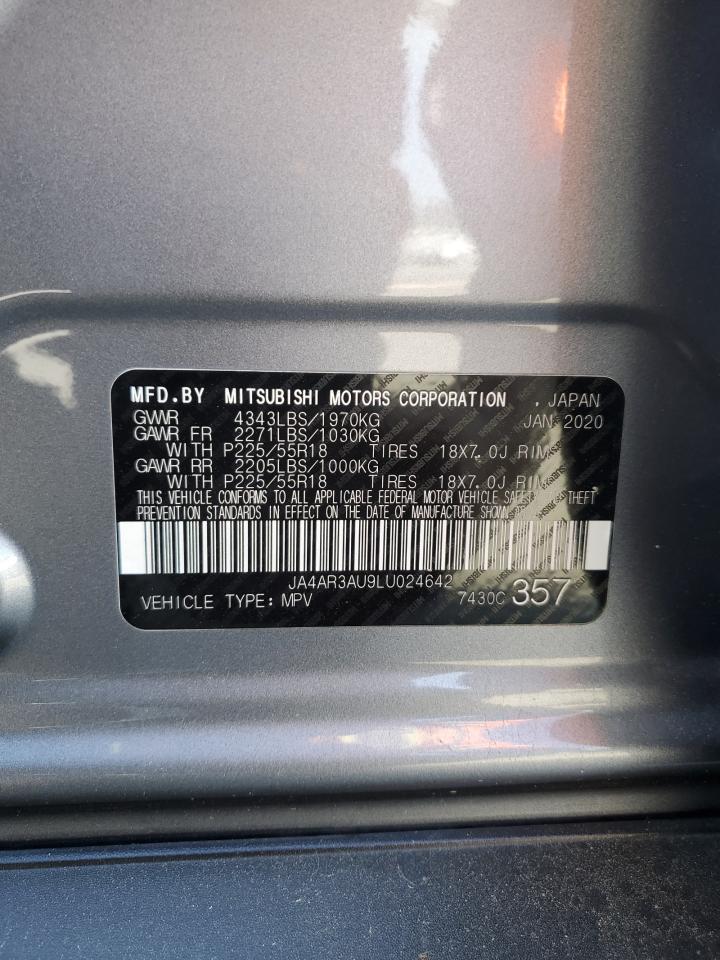 MFD.BY MITSUBISHI MOTORS CORPORATION , JAPAN
GVWR 4343LBS/1970KG JAN 2020
GAWR FR 2271LBS/1030KG
WITH P225/55R18 TIRES 18X7.0J RIM
GAWR RR 2205LBS/1000KG
WITH P225/55R18 TIRES 18X7.0J RIM
THIS VEHICLE CONFORMS TO ALL APPLICABLE FEDERAL MOTOR VEHICLE SAFETY AND THEFT
PREVENTION STANDARDS IN EFFECT ON THE DATE OF MANUFACTURE SHOWN
JA4AR3AU9LU024642
VEHICLE TYPE: MPV 7430C 357